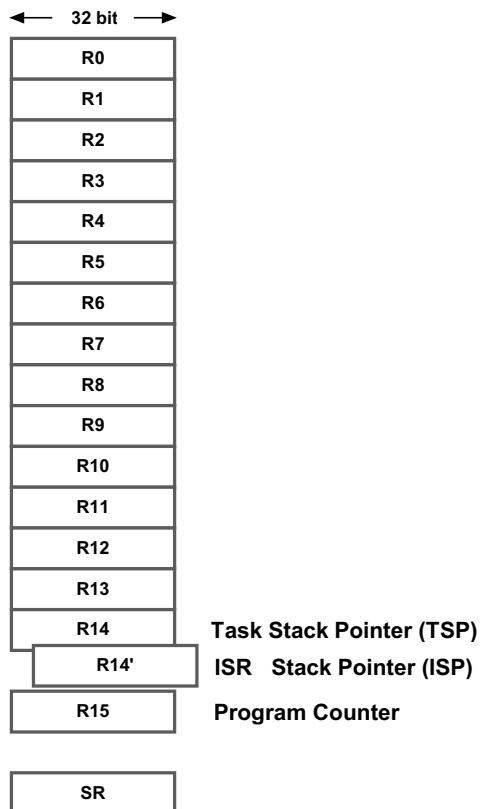 32 bit
R0
R1
R2
R3
R4
R5
R6
R7
R8
R9
R10
R11
R12
R13
R14 Task Stack Pointer (TSP)
R14' ISR Stack Pointer (ISP)
R15 Program Counter
SR